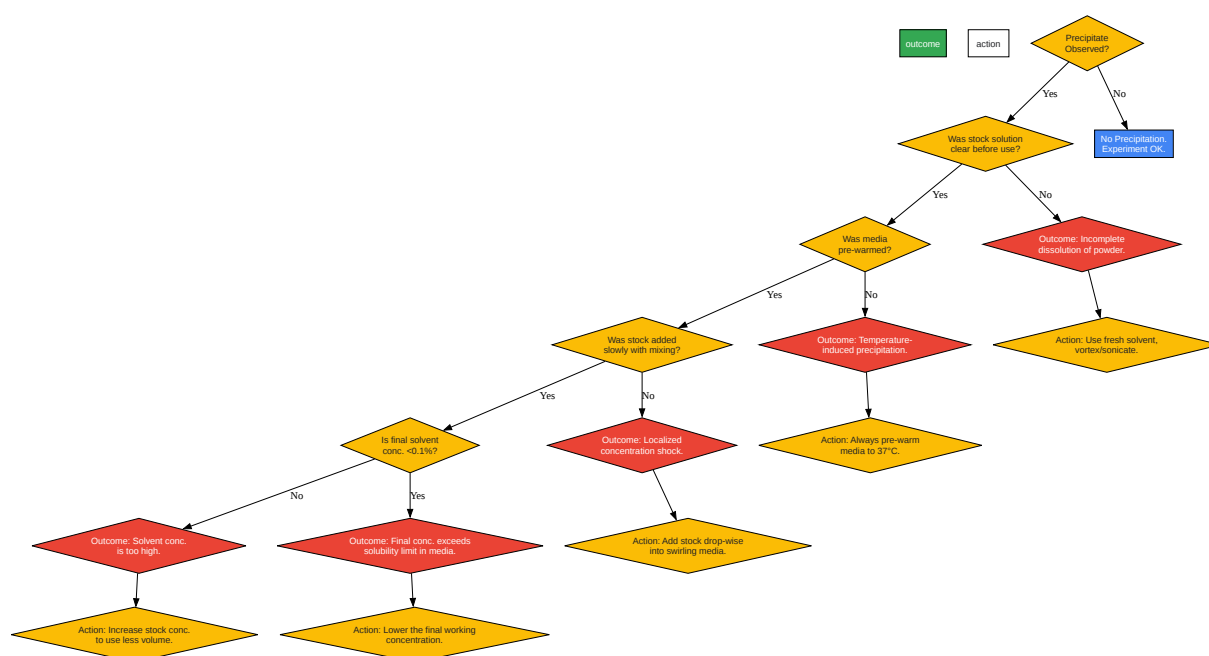 Precipitate
Observed?
outcome
action
Yes
No
Was stock solution
clear before use?
No Precipitation.
Experiment OK.
Yes
No
Was media
pre-warmed?
Outcome: Incomplete
dissolution of powder.
Yes
No
Was stock added
slowly with mixing?
Outcome: Temperature-
induced precipitation.
Action: Use fresh solvent,
vortex/sonicate.
Yes
No
Is final solvent
conc. <0.1%?
Outcome: Localized
concentration shock.
Action: Always pre-warm
media to 37°C.
No
Yes
Outcome: Solvent conc.
is too high.
Outcome: Final conc. exceeds
solubility limit in media.
Action: Add stock drop-wise
into swirling media.
Action: Increase stock conc.
to use less volume.
Action: Lower the final working
concentration.